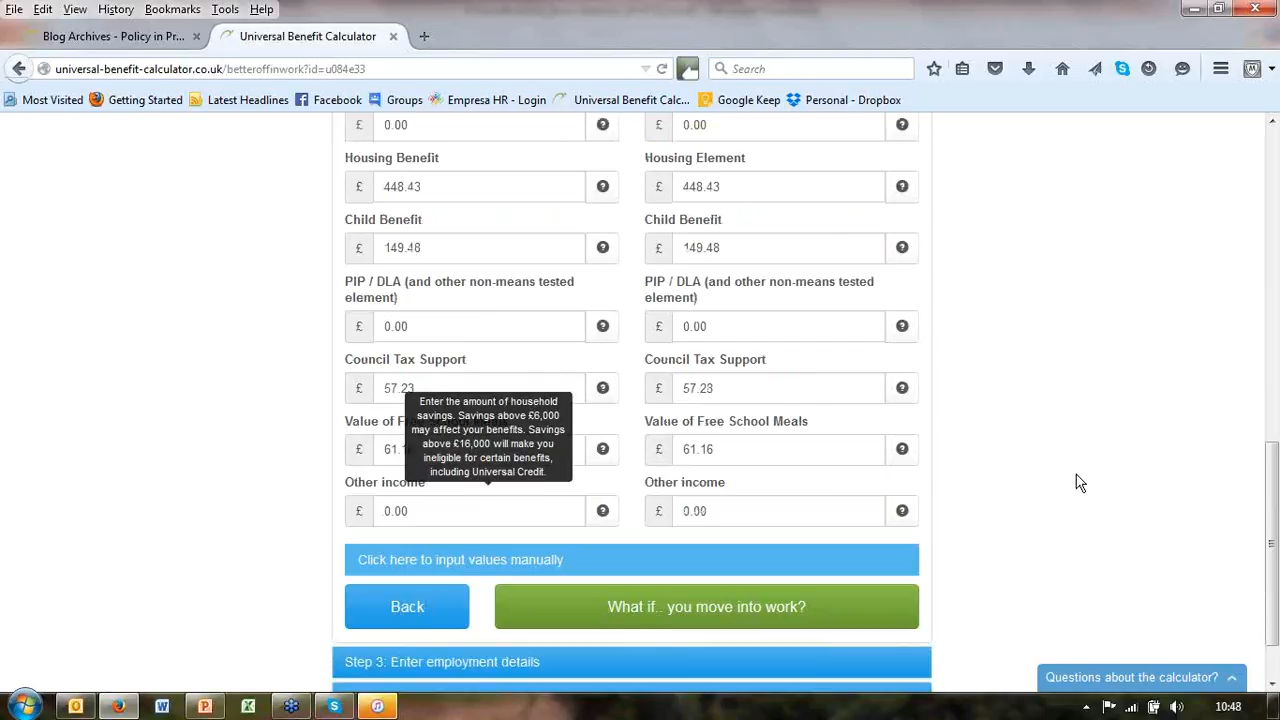 File Edit View History Bookmarks Tools Help
Blog Archives - Policy in Pr... × Universal Benefit Calculator × +
universal-benefit-calculator.co.uk/betteroffinwork?id=u084e33 Search
Most Visited Getting Started Latest Headlines Facebook Groups Empresa HR - Login Universal Benefit Calc... Google Keep Personal - Dropbox
£ 0.00 £ 0.00
Housing Benefit Housing Element
£ 448.43 £ 448.43
Child Benefit Child Benefit
£ 149.48 £ 149.48
PIP / DLA (and other non-means tested element) PIP / DLA (and other non-means tested element)
£ 0.00 £ 0.00
Council Tax Support Council Tax Support
£ 57.23 £ 57.23
Enter the amount of household
savings. Savings above £6,000
may affect your benefits. Savings
above £16,000 will make you
ineligible for certain benefits,
including Universal Credit.
Value of Value of Free School Meals
£ £ 61.16
Other income Other income
£ 0.00 £ 0.00
Click here to input values manually
Back What if.. you move into work?
Step 3: Enter employment details
Questions about the calculator?
10:48